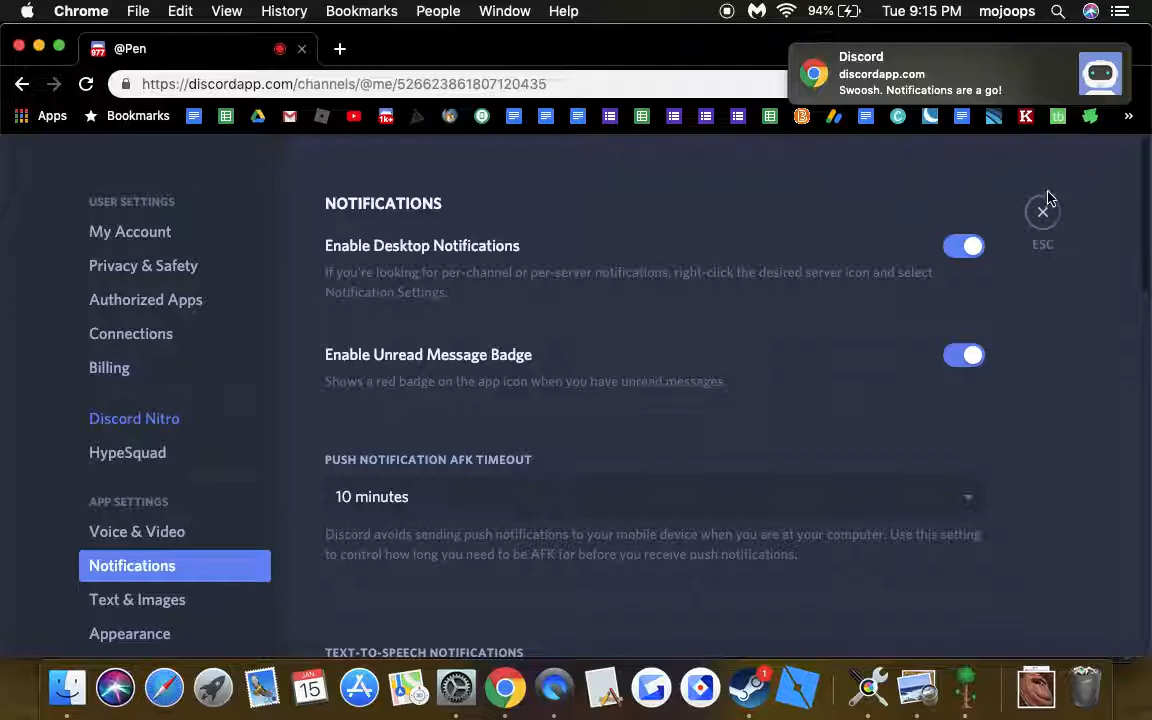 Chrome File Edit View History Bookmarks People Window Help 94% Tue 9:15 PM mojoops
977 @Pen
Discord
discordapp.com
Swoosh. Notifications are a go!
https://discordapp.com/channels/@me/526623861807120435
Apps Bookmarks 1k+ K tb »
USER SETTINGS
My Account
Privacy & Safety
Authorized Apps
Connections
Billing
Discord Nitro
HypeSquad
APP SETTINGS
Voice & Video
Notifications
Text & Images
Appearance
NOTIFICATIONS
Enable Desktop Notifications
If you're looking for per-channel or per-server notifications, right-click the desired server icon and select
Notification Settings.
ESC
Enable Unread Message Badge
Shows a red badge on the app icon when you have unread messages.
PUSH NOTIFICATION AFK TIMEOUT
10 minutes
Discord avoids sending push notifications to your mobile device when you are at your computer. Use this setting
to control how long you need to be AFK for before you receive push notifications.
TEXT-TO-SPEECH NOTIFICATIONS
JAN
15
1